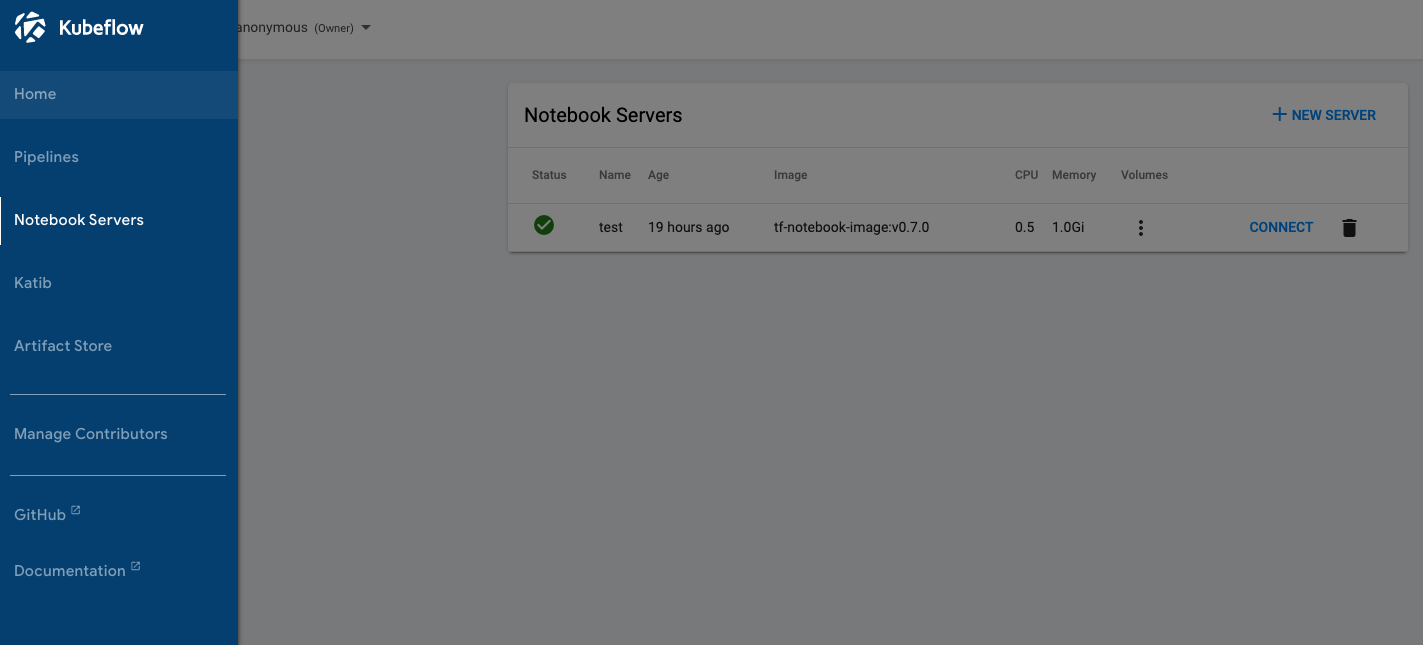 Kubeflow
anonymous (Owner)
Home
Pipelines
Notebook Servers
Katib
Artifact Store
Manage Contributors
GitHub
Documentation
Notebook Servers
NEW SERVER
Status Name Age Image CPU Memory Volumes
test 19 hours ago tf-notebook-image:v0.7.0 0.5 1.0Gi CONNECT